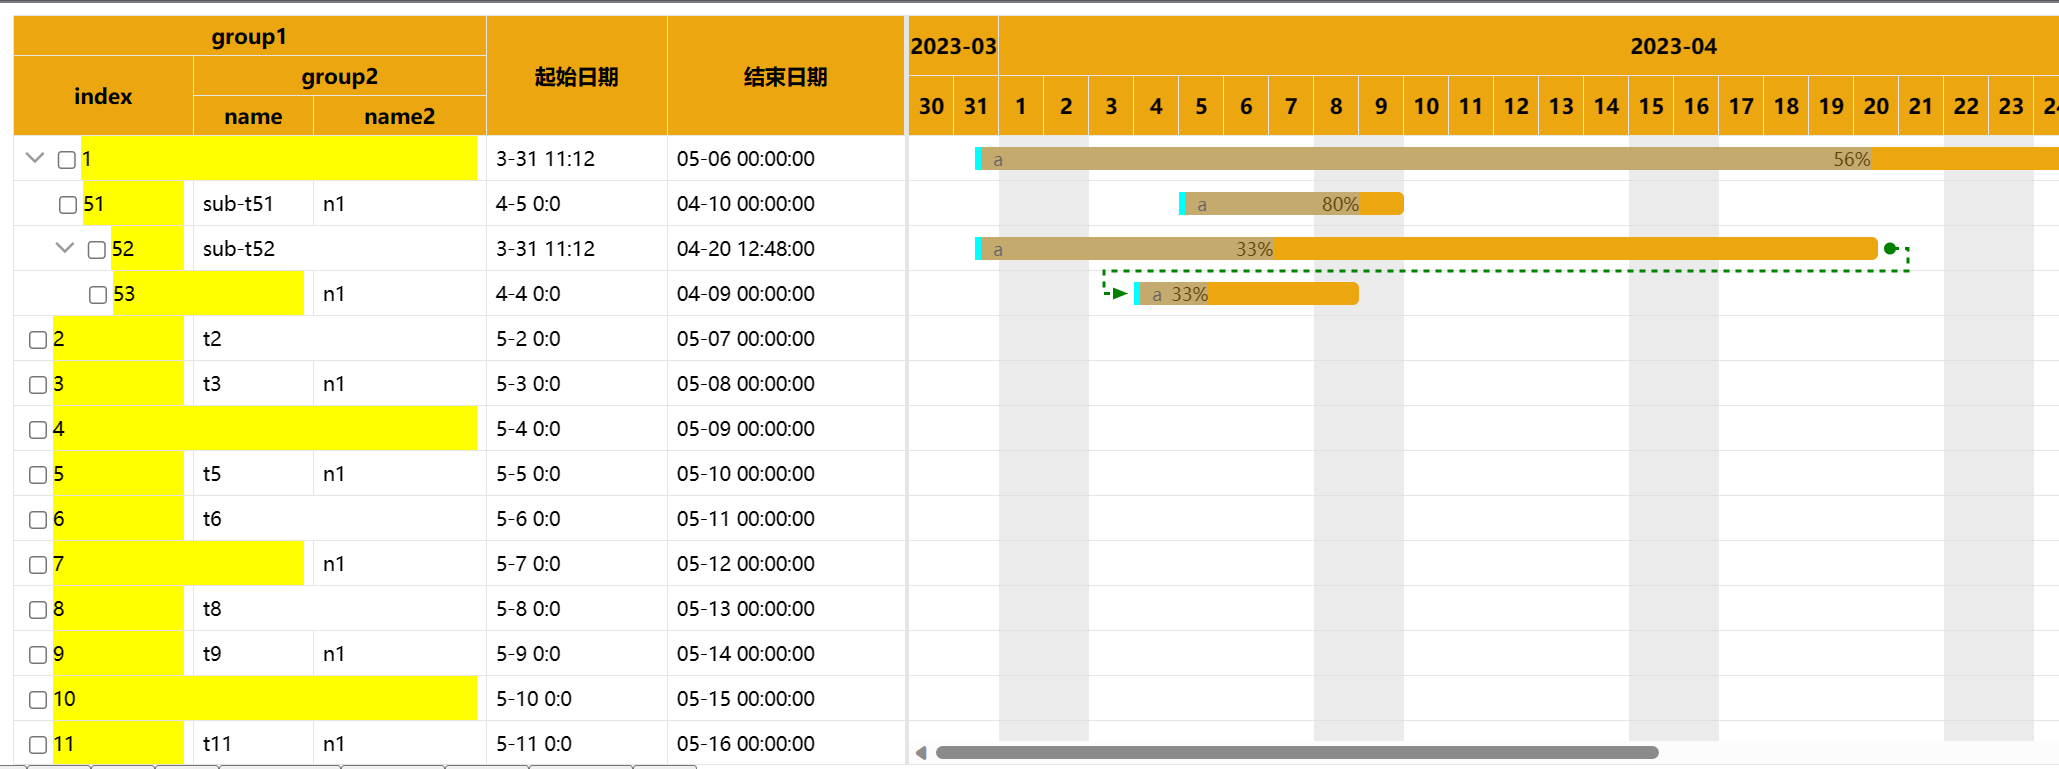 group1
index
group2
name name2
起始日期
结束日期
2023-03
2023-04
30 31 1 2 3 4 5 6 7 8 9 10 11 12 13 14 15 16 17 18 19 20 21 22 23
1 3-31 11:12 05-06 00:00:00 a 56%
51 sub-t51 n1 4-5 0:0 04-10 00:00:00 a 80%
52 sub-t52 3-31 11:12 04-20 12:48:00 a 33%
53 n1 4-4 0:0 04-09 00:00:00 a 33%
2 t2 5-2 0:0 05-07 00:00:00
3 t3 n1 5-3 0:0 05-08 00:00:00
4 5-4 0:0 05-09 00:00:00
5 t5 n1 5-5 0:0 05-10 00:00:00
6 t6 5-6 0:0 05-11 00:00:00
7 n1 5-7 0:0 05-12 00:00:00
8 t8 5-8 0:0 05-13 00:00:00
9 t9 n1 5-9 0:0 05-14 00:00:00
10 5-10 0:0 05-15 00:00:00
11 t11 n1 5-11 0:0 05-16 00:00:00